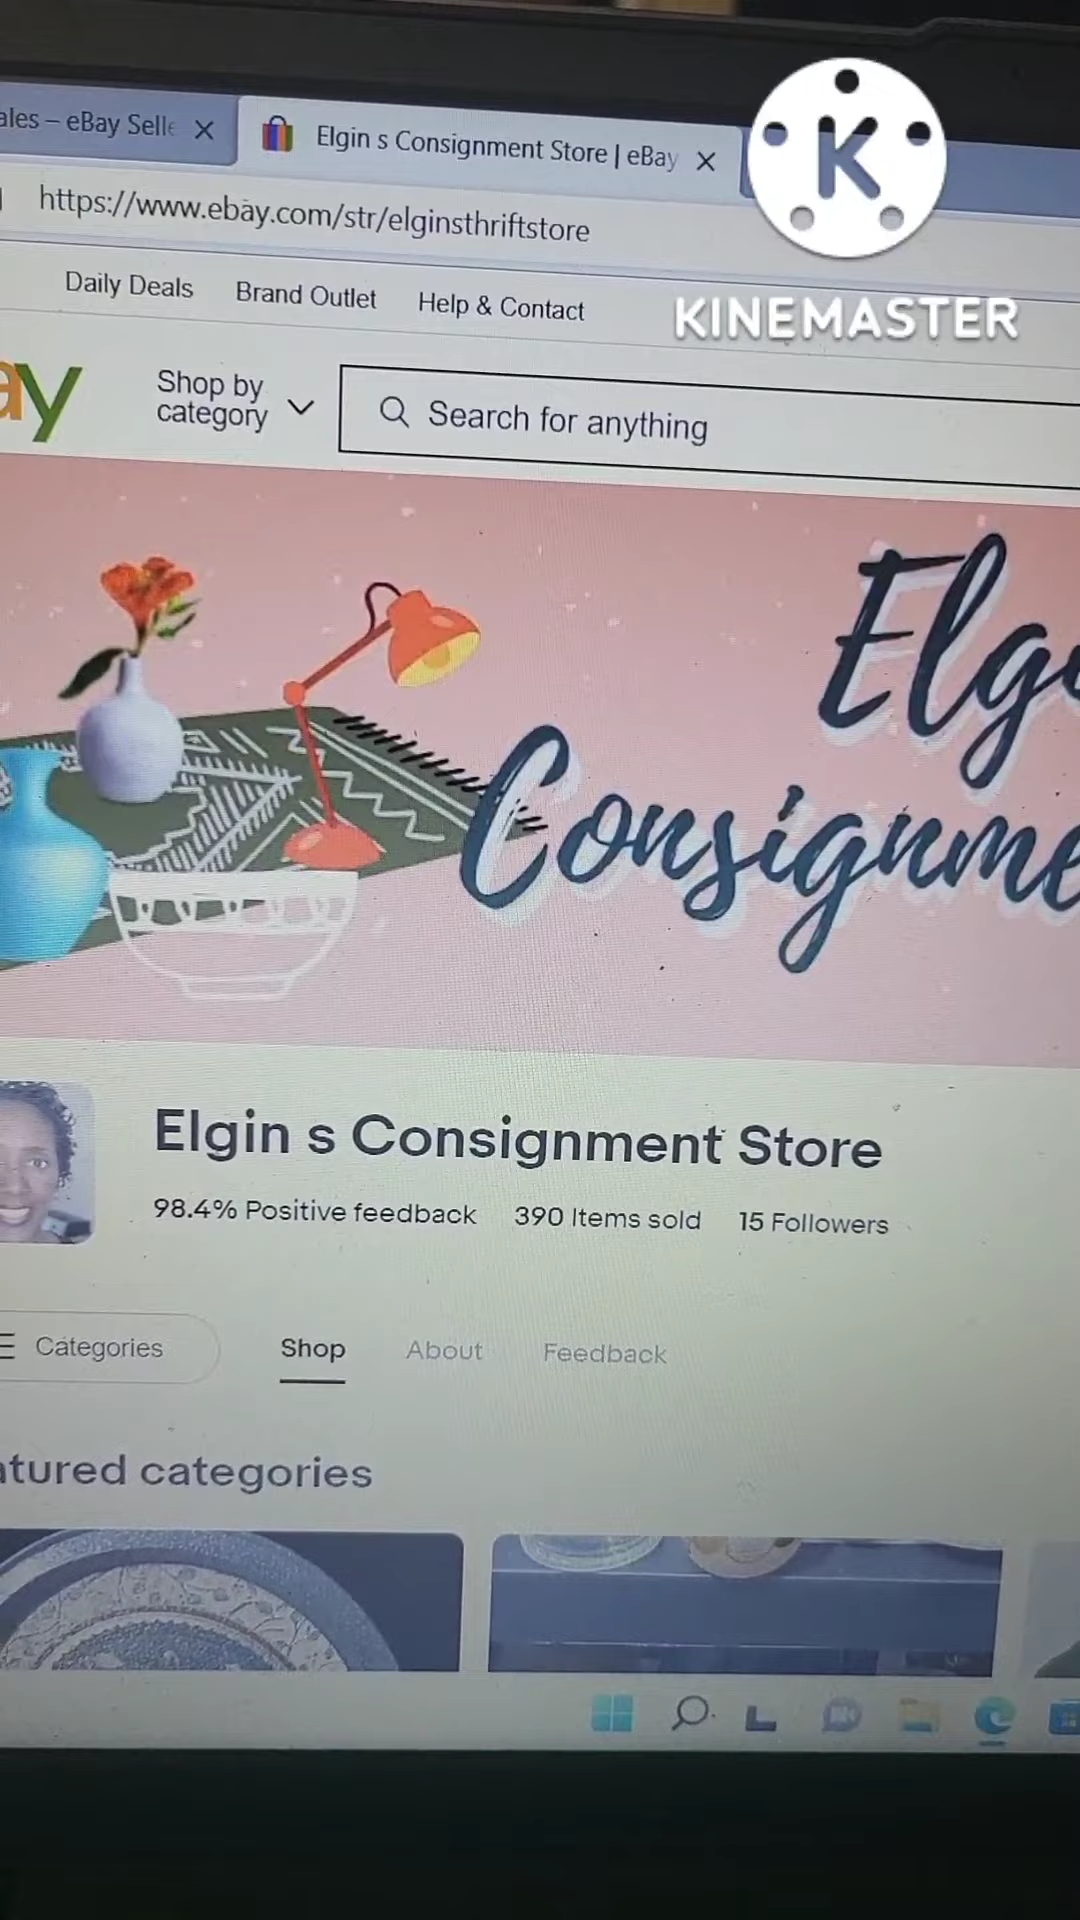 ales – eBay Selle
Elgin s Consignment Store | eBay
https://www.ebay.com/str/elginsthriftstore
K
KINEMASTER
Daily Deals Brand Outlet Help & Contact
ay
Shop by
category
Search for anything
Elg
Consignme
Elgin s Consignment Store
98.4% Positive feedback 390 Items sold 15 Followers
Categories Shop About Feedback
atured categories